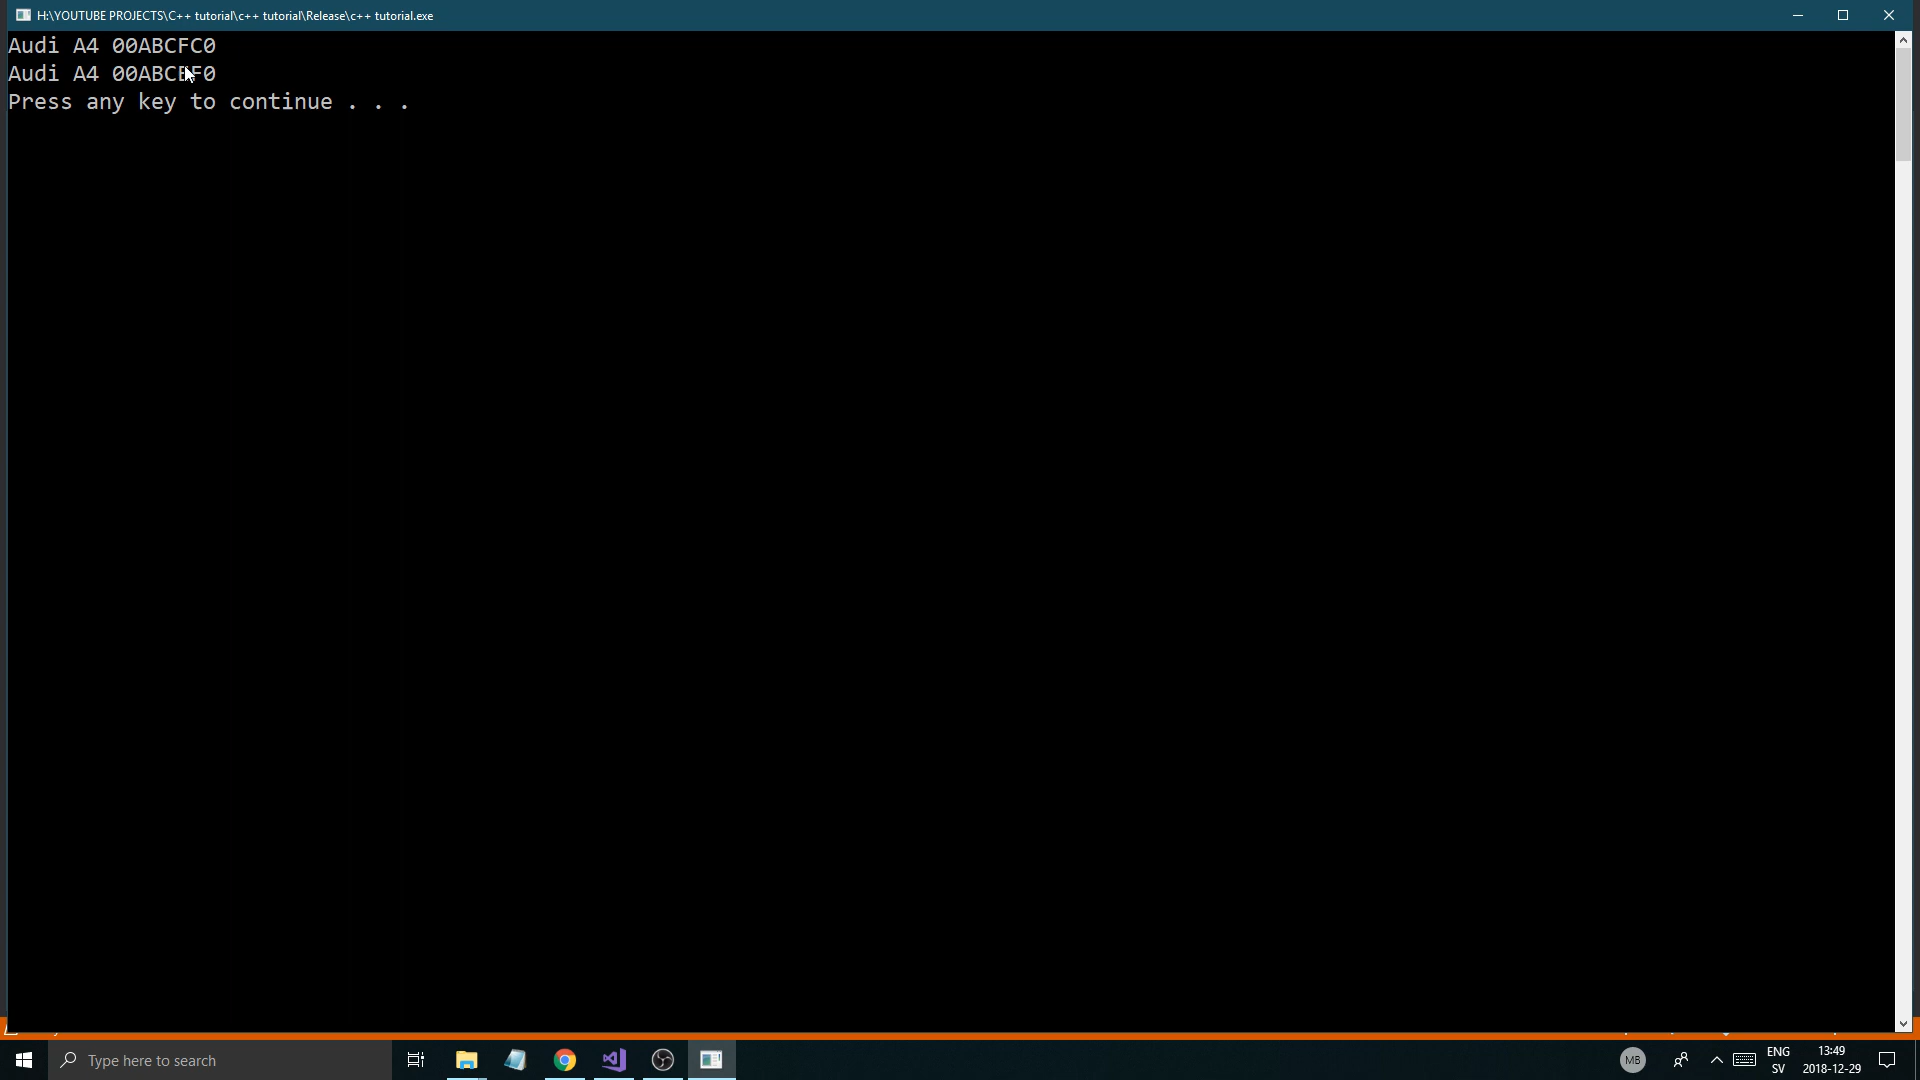 H:\YOUTUBE PROJECTS\C++ tutorial\c++ tutorial\Release\c++ tutorial.exe
Audi A4 00ABCFC0
Audi A4
Press any key to continue . . .
Type here to search
MB
ENG
SV
13:49
2018-12-29